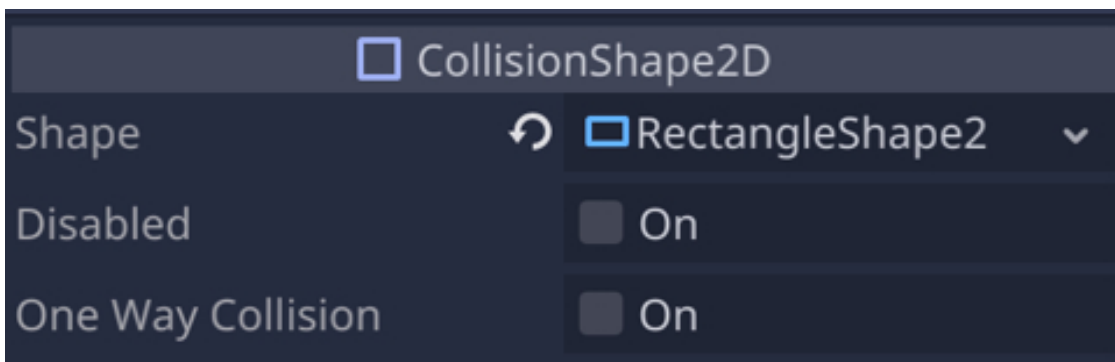 CollisionShape2D
Shape RectangleShape2
Disabled On
One Way Collision On